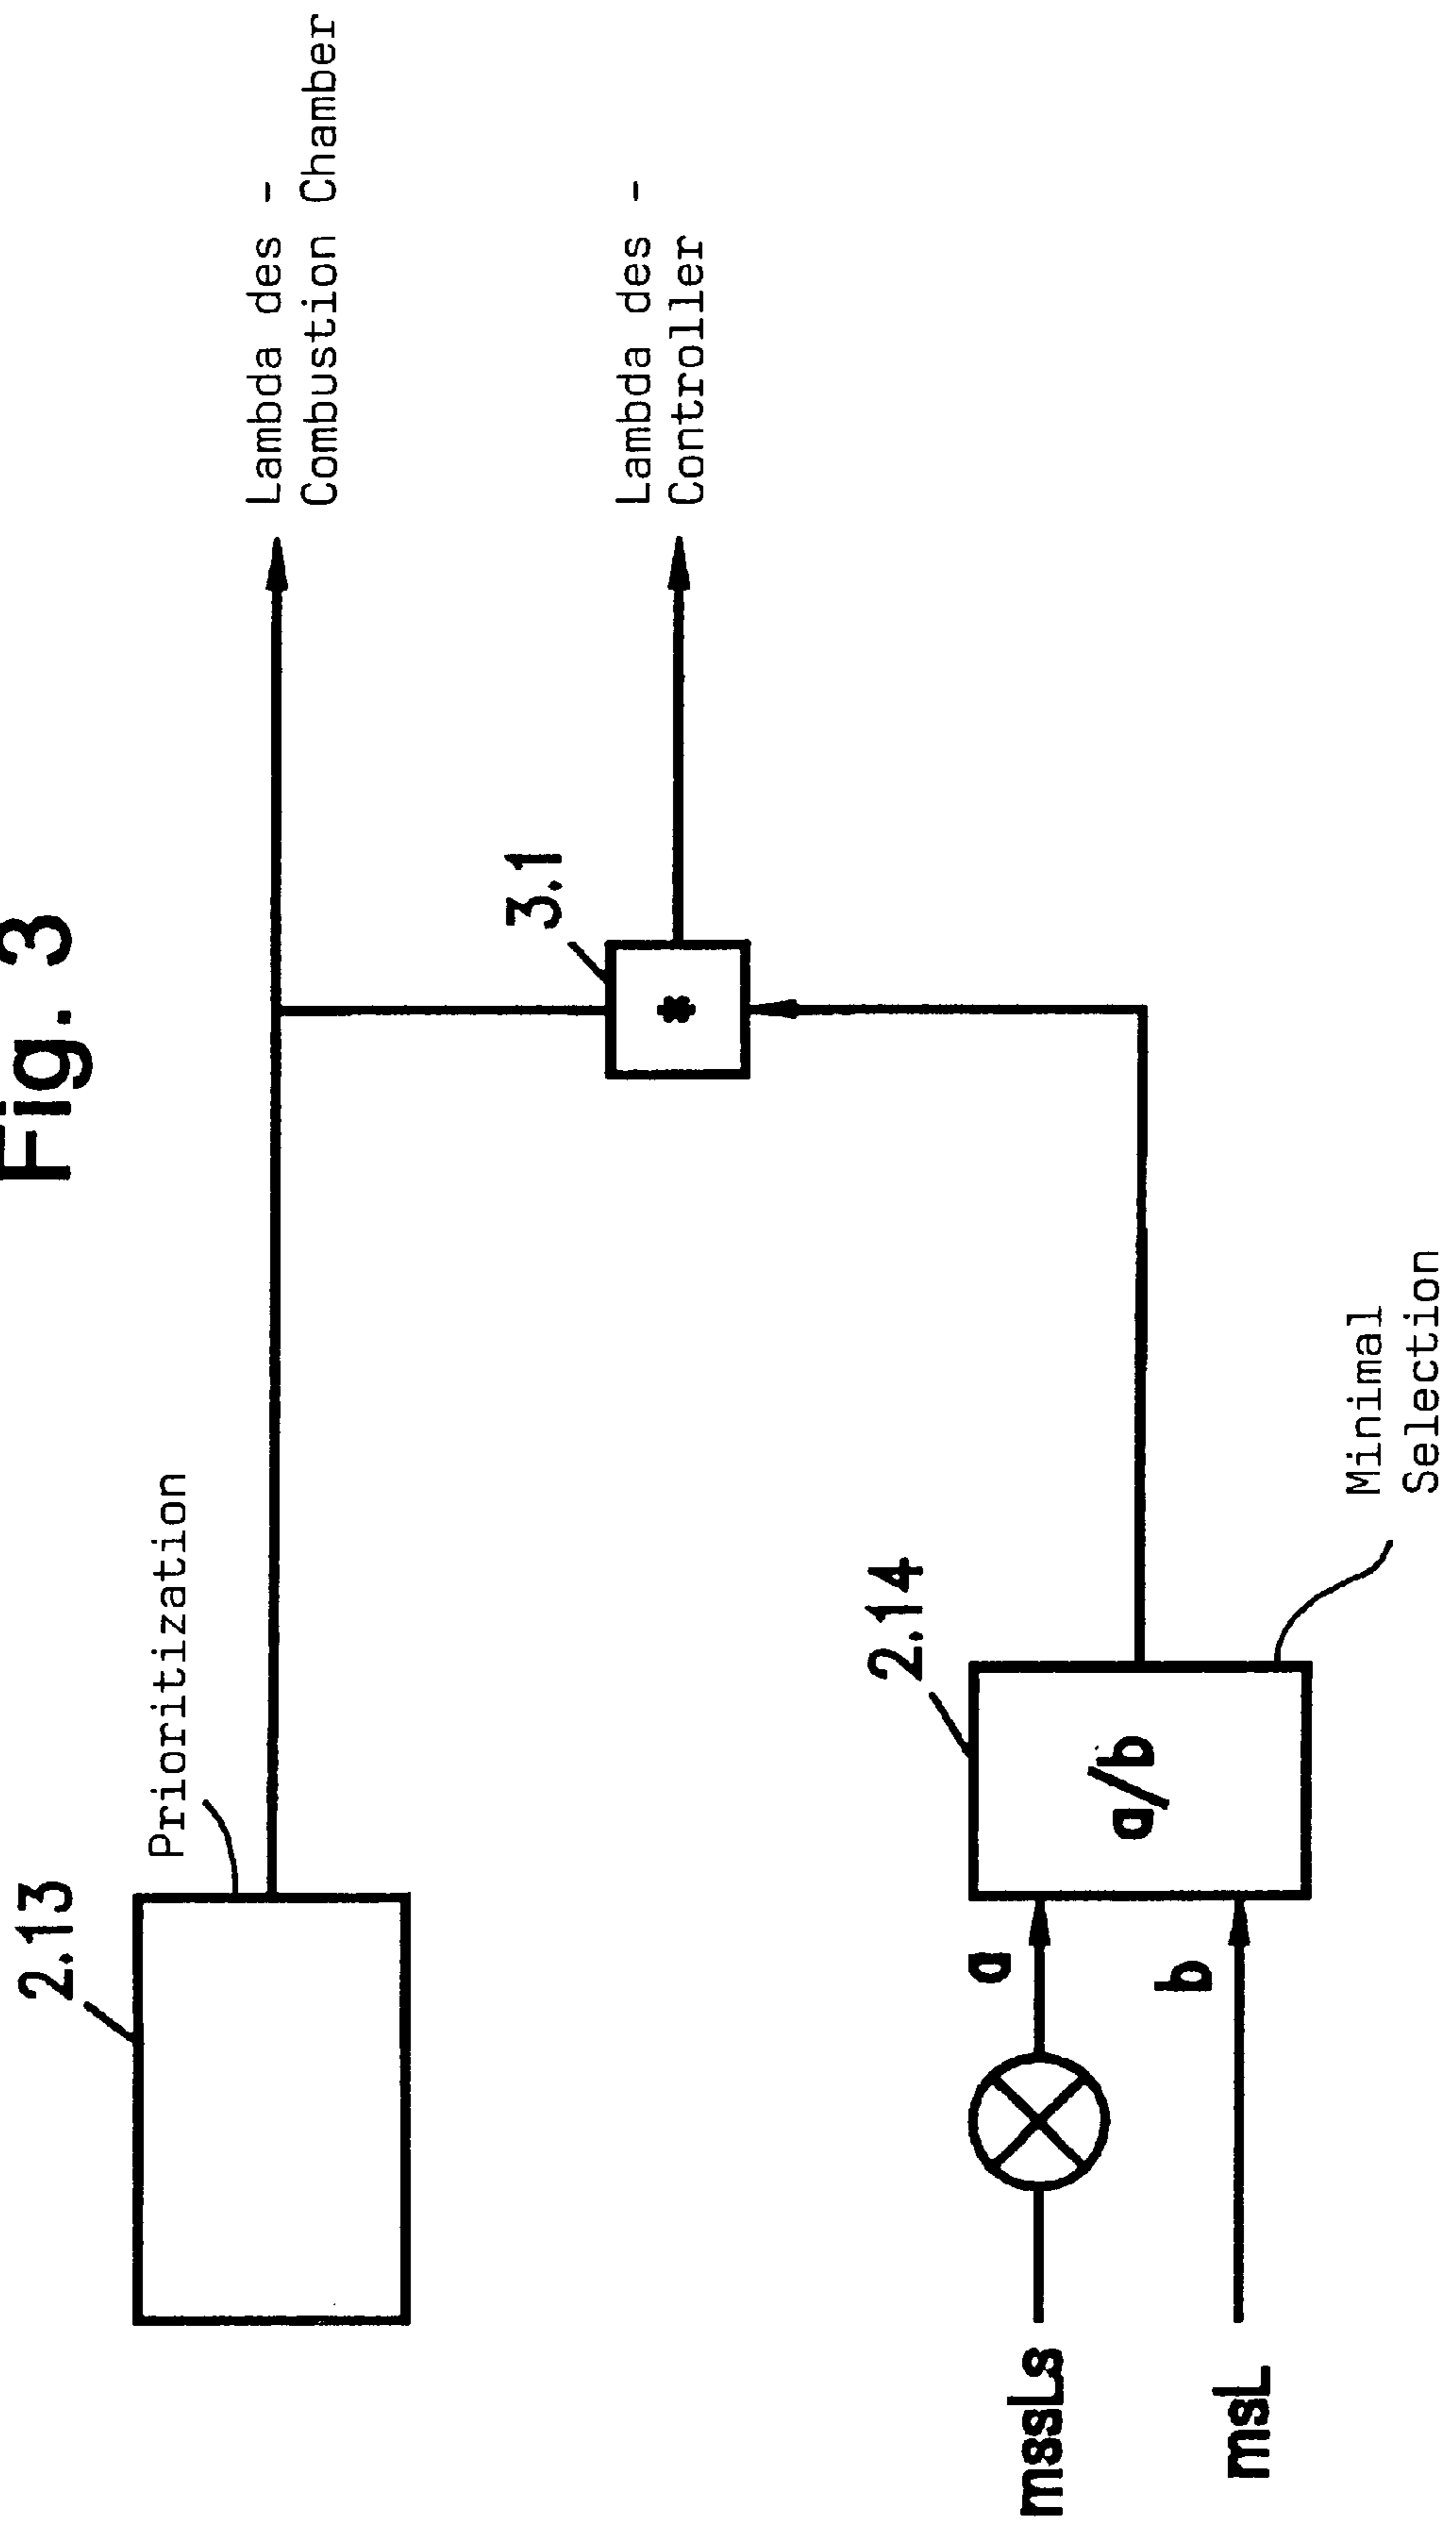 Fig. 3
2.13
Prioritization
Lambda des -
Combustion Chamber
3.1
*
Lambda des -
Controller
2.14
mssLs
a
a/b
msL
b
Minimal
Selection